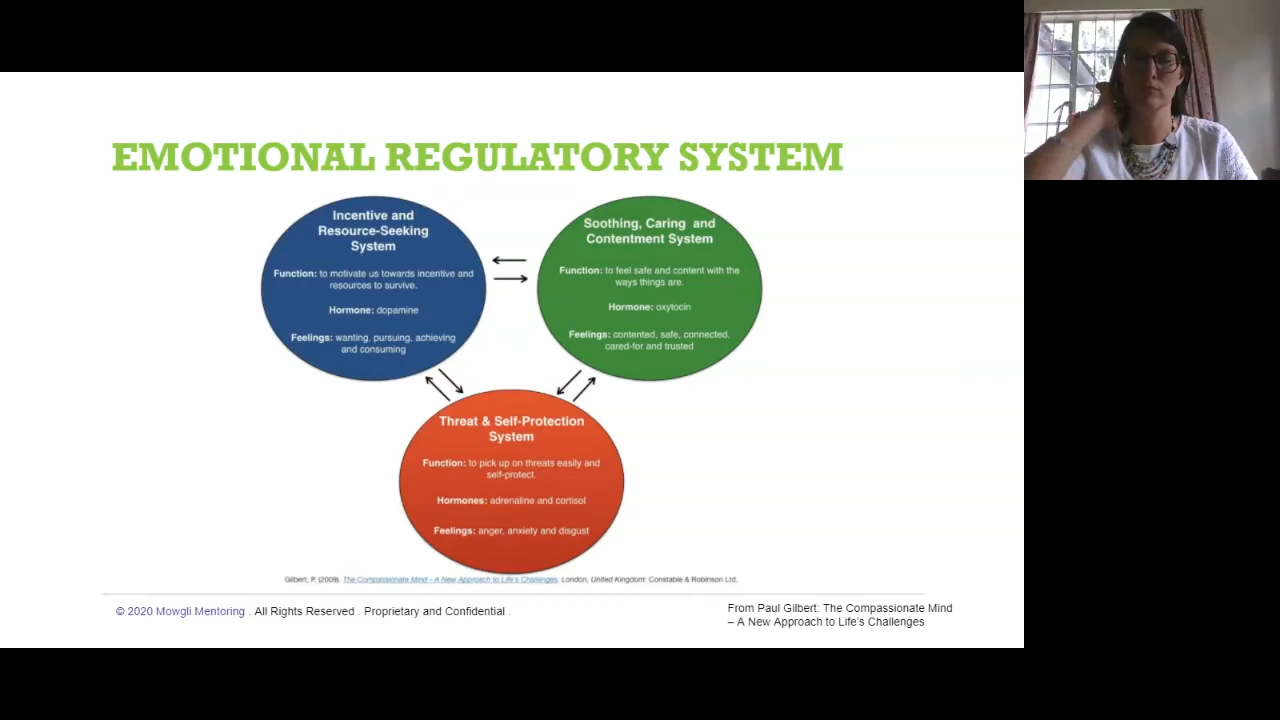 EMOTIONAL REGULATORY SYSTEM
Incentive and
Resource-Seeking
System
Function: to motivate us towards incentive and
resources to survive.
Hormone: dopamine
Feelings: wanting, pursuing, achieving
and consuming
Soothing, Caring and
Contentment System
Function: to feel safe and content with the
ways things are.
Hormone: oxytocin
Feelings: contented, safe, connected,
cared-for and trusted
Threat & Self-Protection
System
Function: to pick up on threats easily and
self-protect.
Hormones: adrenaline and cortisol
Feelings: anger, anxiety and disgust
Gilbert, P. (2009). The Compassionate Mind – A New Approach to Life's Challenges. London, United Kingdom: Constable & Robinson Ltd.
© 2020 Mowgli Mentoring . All Rights Reserved . Proprietary and Confidential .
From Paul Gilbert: The Compassionate Mind
– A New Approach to Life's Challenges